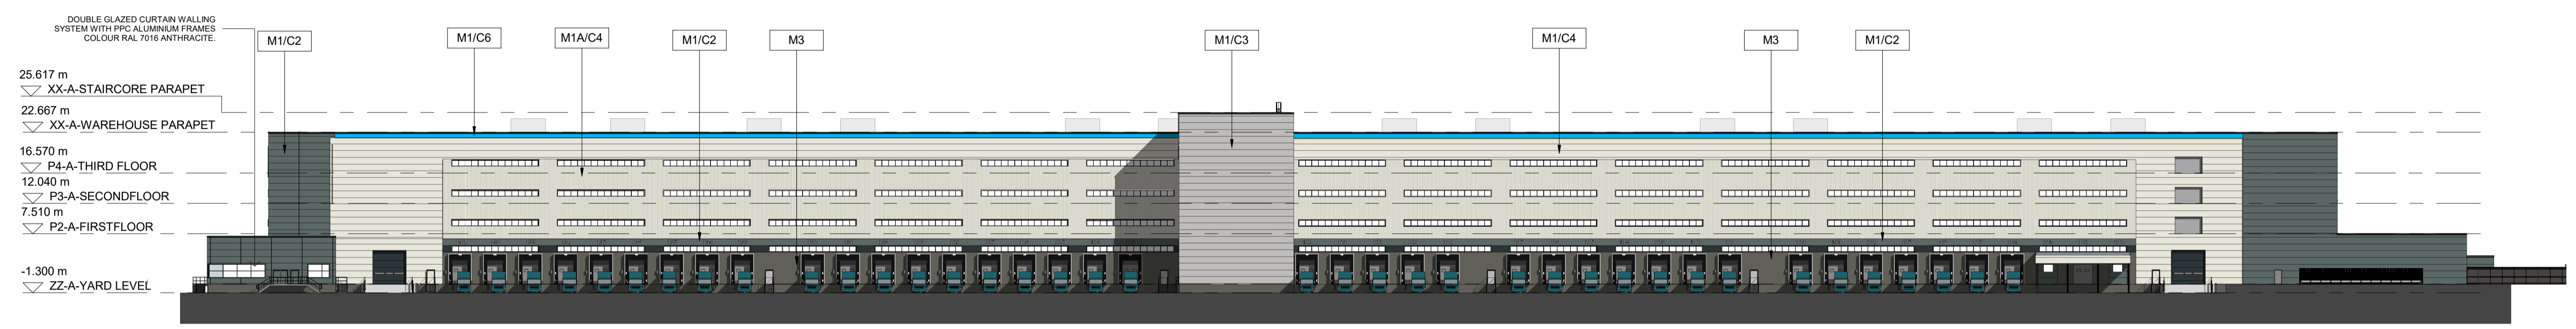 DOUBLE GLAZED CURTAIN WALLING
SYSTEM WITH PPC ALUMINIUM FRAMES
COLOUR RAL 7016 ANTHRACITE.
M1/C2
M1/C6
M1A/C4
M1/C2
M3
M1/C3
M1/C4
M3
M1/C2
25.617 m
XX-A-STAIRCORE PARAPET
22.667 m
XX-A-WAREHOUSE PARAPET
16.570 m
P4-A-THIRD FLOOR
12.040 m
P3-A-SECONDFLOOR
7.510 m
P2-A-FIRSTFLOOR
-1.300 m
ZZ-A-YARD LEVEL